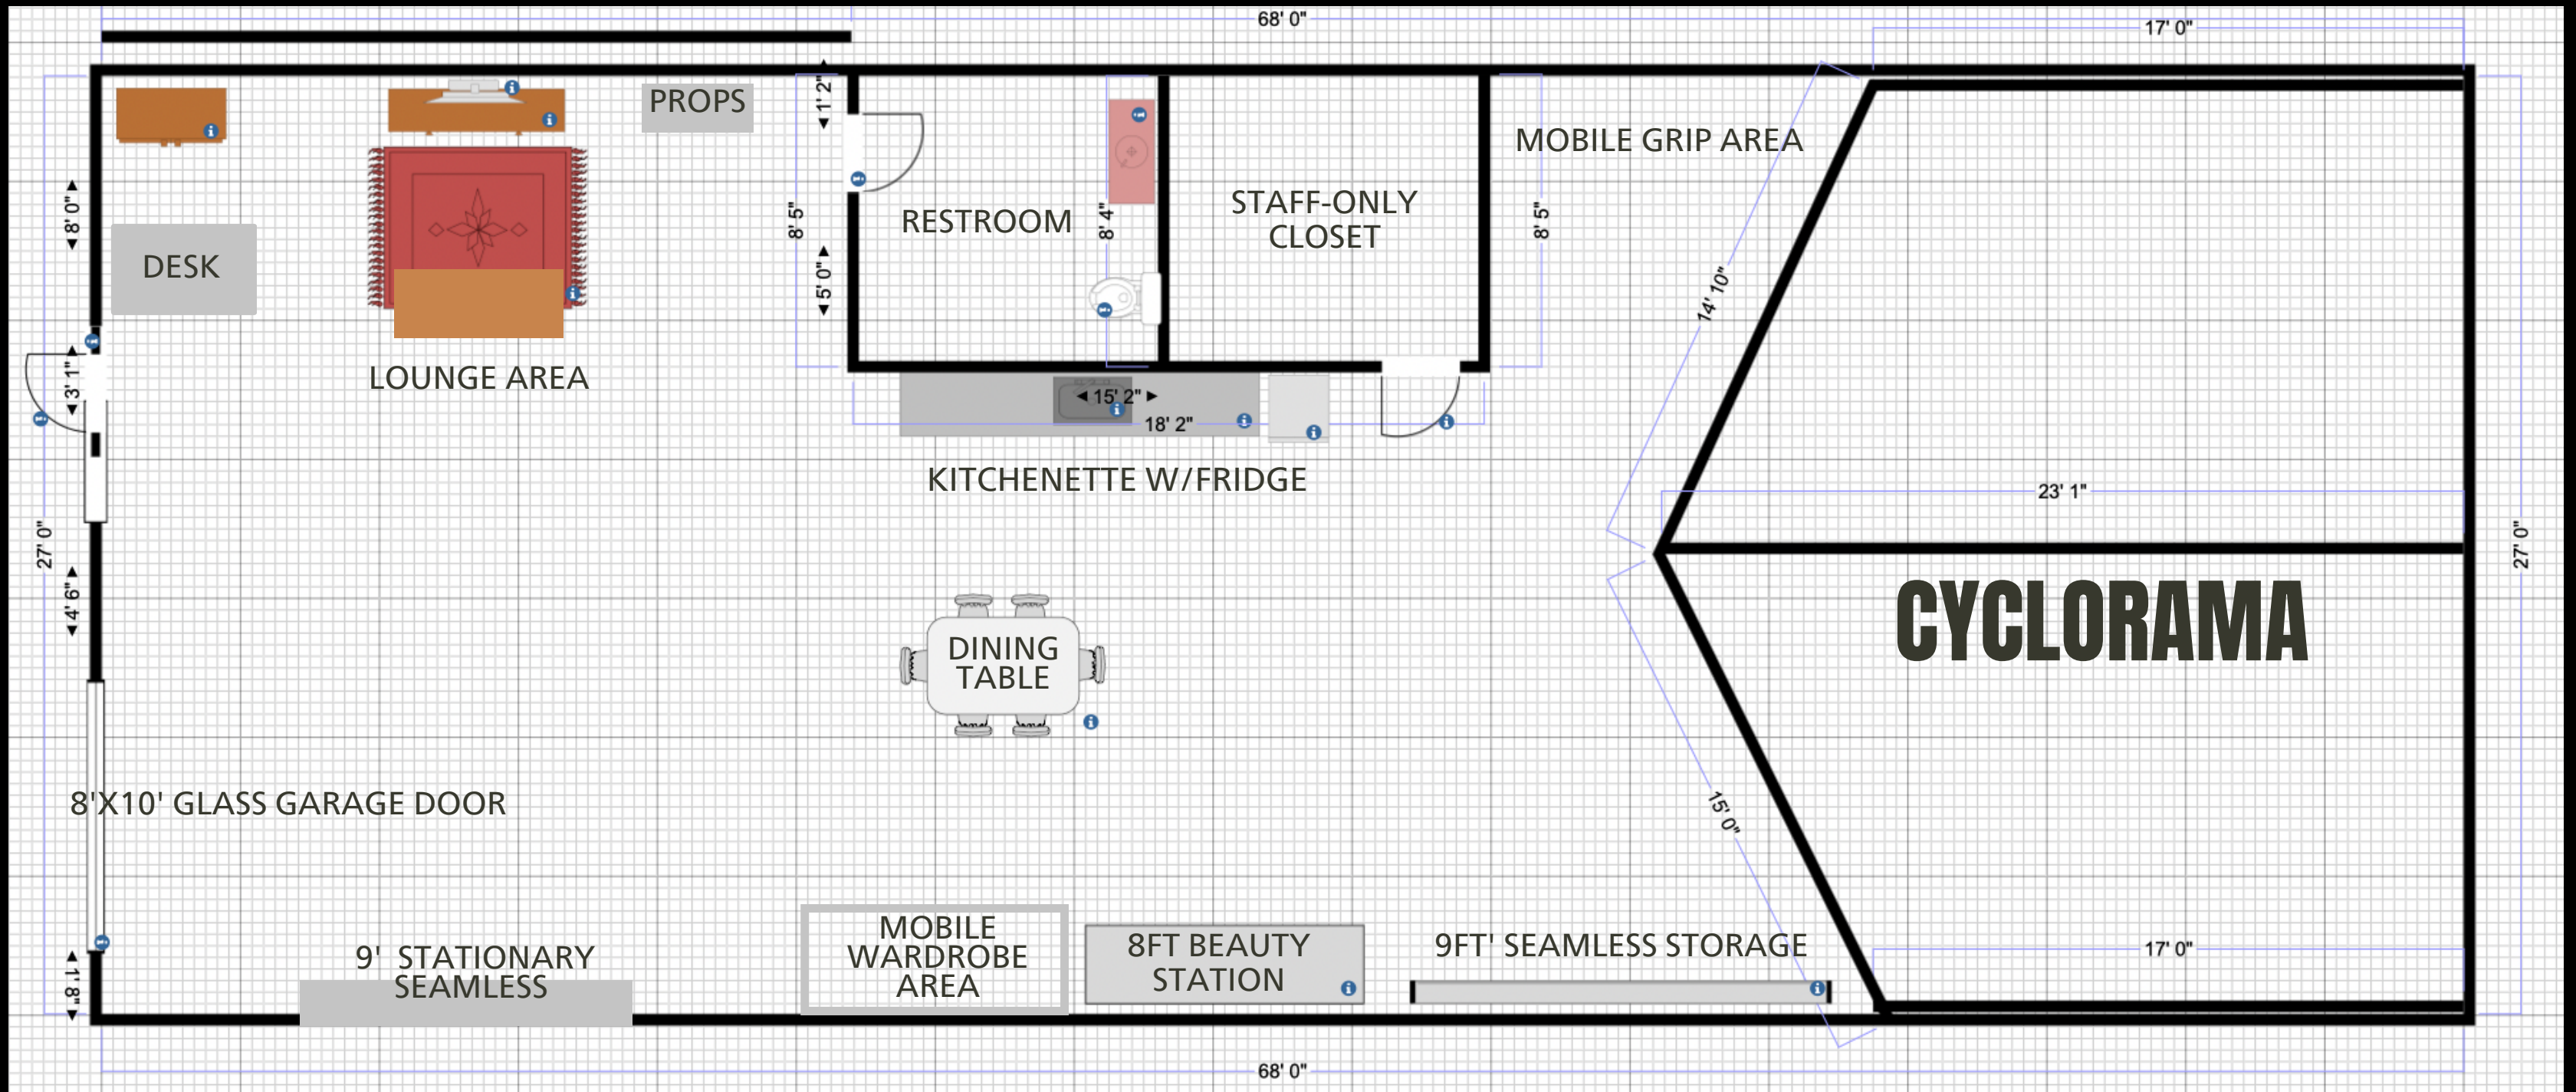 68' 0"
17' 0"
PROPS
1' 2"
MOBILE GRIP AREA
8' 0"
RESTROOM
8' 5"
8' 4"
STAFF-ONLY
CLOSET
8' 5"
DESK
5' 0"
14' 10"
3' 1"
LOUNGE AREA
15' 2"
18' 2"
KITCHENETTE W/FRIDGE
23' 1"
27' 0"
27' 0"
4' 6"
CYCLORAMA
DINING
TABLE
8'X10' GLASS GARAGE DOOR
15' 0"
9' STATIONARY
SEAMLESS
MOBILE
WARDROBE
AREA
8FT BEAUTY
STATION
9FT' SEAMLESS STORAGE
17' 0"
1' 8"
68' 0"